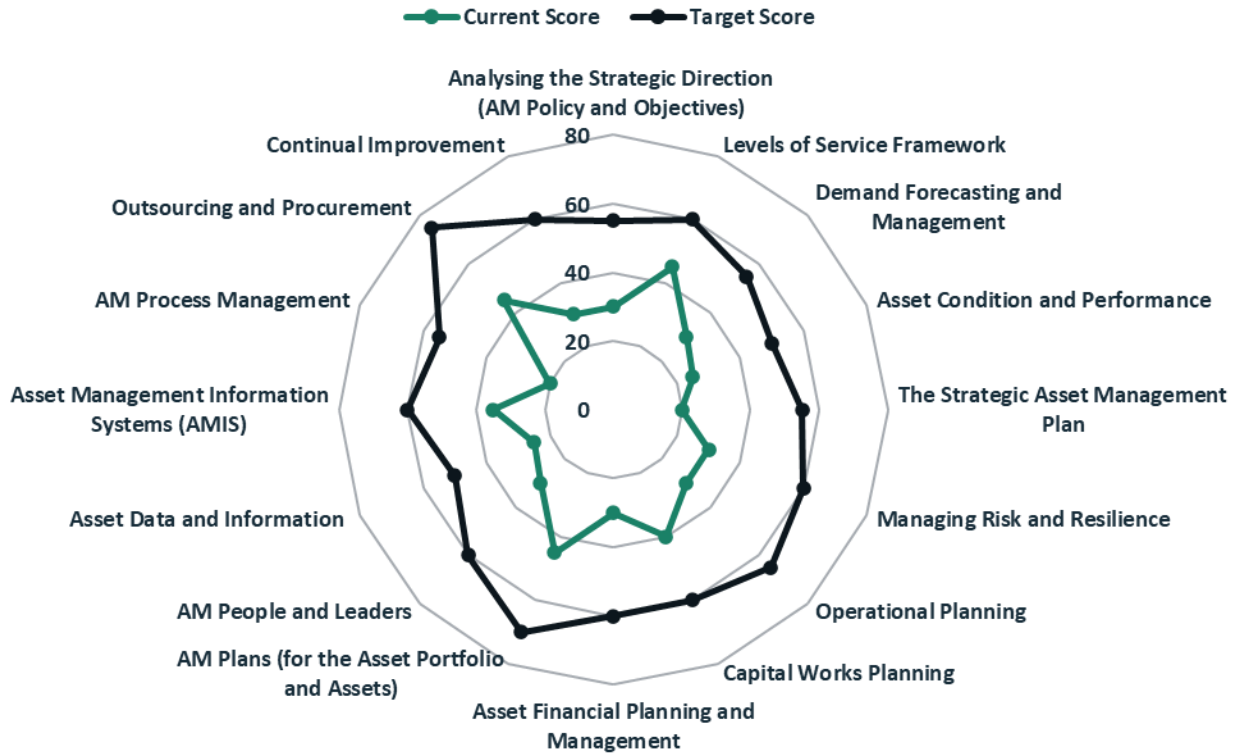 Current Score
Target Score
Analysing the Strategic Direction
(AM Policy and Objectives)
80
Continual Improvement
Levels of Service Framework
Outsourcing and Procurement
Demand Forecasting and
Management
60
AM Process Management
40
Asset Condition and Performance
20
Asset Management Information
Systems (AMIS)
0
The Strategic Asset Management
Plan
Asset Data and Information
Managing Risk and Resilience
AM People and Leaders
Operational Planning
AM Plans (for the Asset Portfolio
and Assets)
Capital Works Planning
Asset Financial Planning and
Management